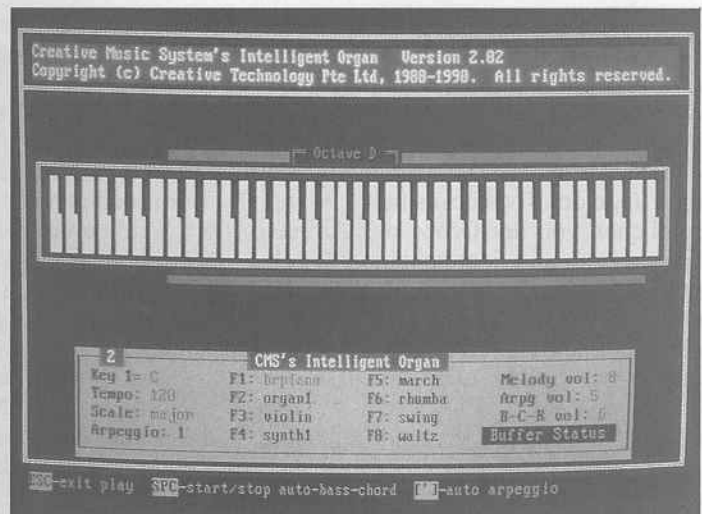 Creative Music System's Intelligent Organ Version 2.02
Copyright (c) Creative Technology Pte Ltd, 1988-1990. All rights reserved.
Octave D
2
CMS's Intelligent Organ
Key 1= C F1: brpiano F5: march Melody vol: 8
Tempo: 120 F2: organ1 F6: rhumba Arpg vol: 5
Scale: major F3: violin F7: swing B-C-R vol: 6
Arpeggio: 1 F4: synth1 F8: waltz Buffer Status
ESC-exit play SPC-start/stop auto-bass-chord [']-auto arpeggio